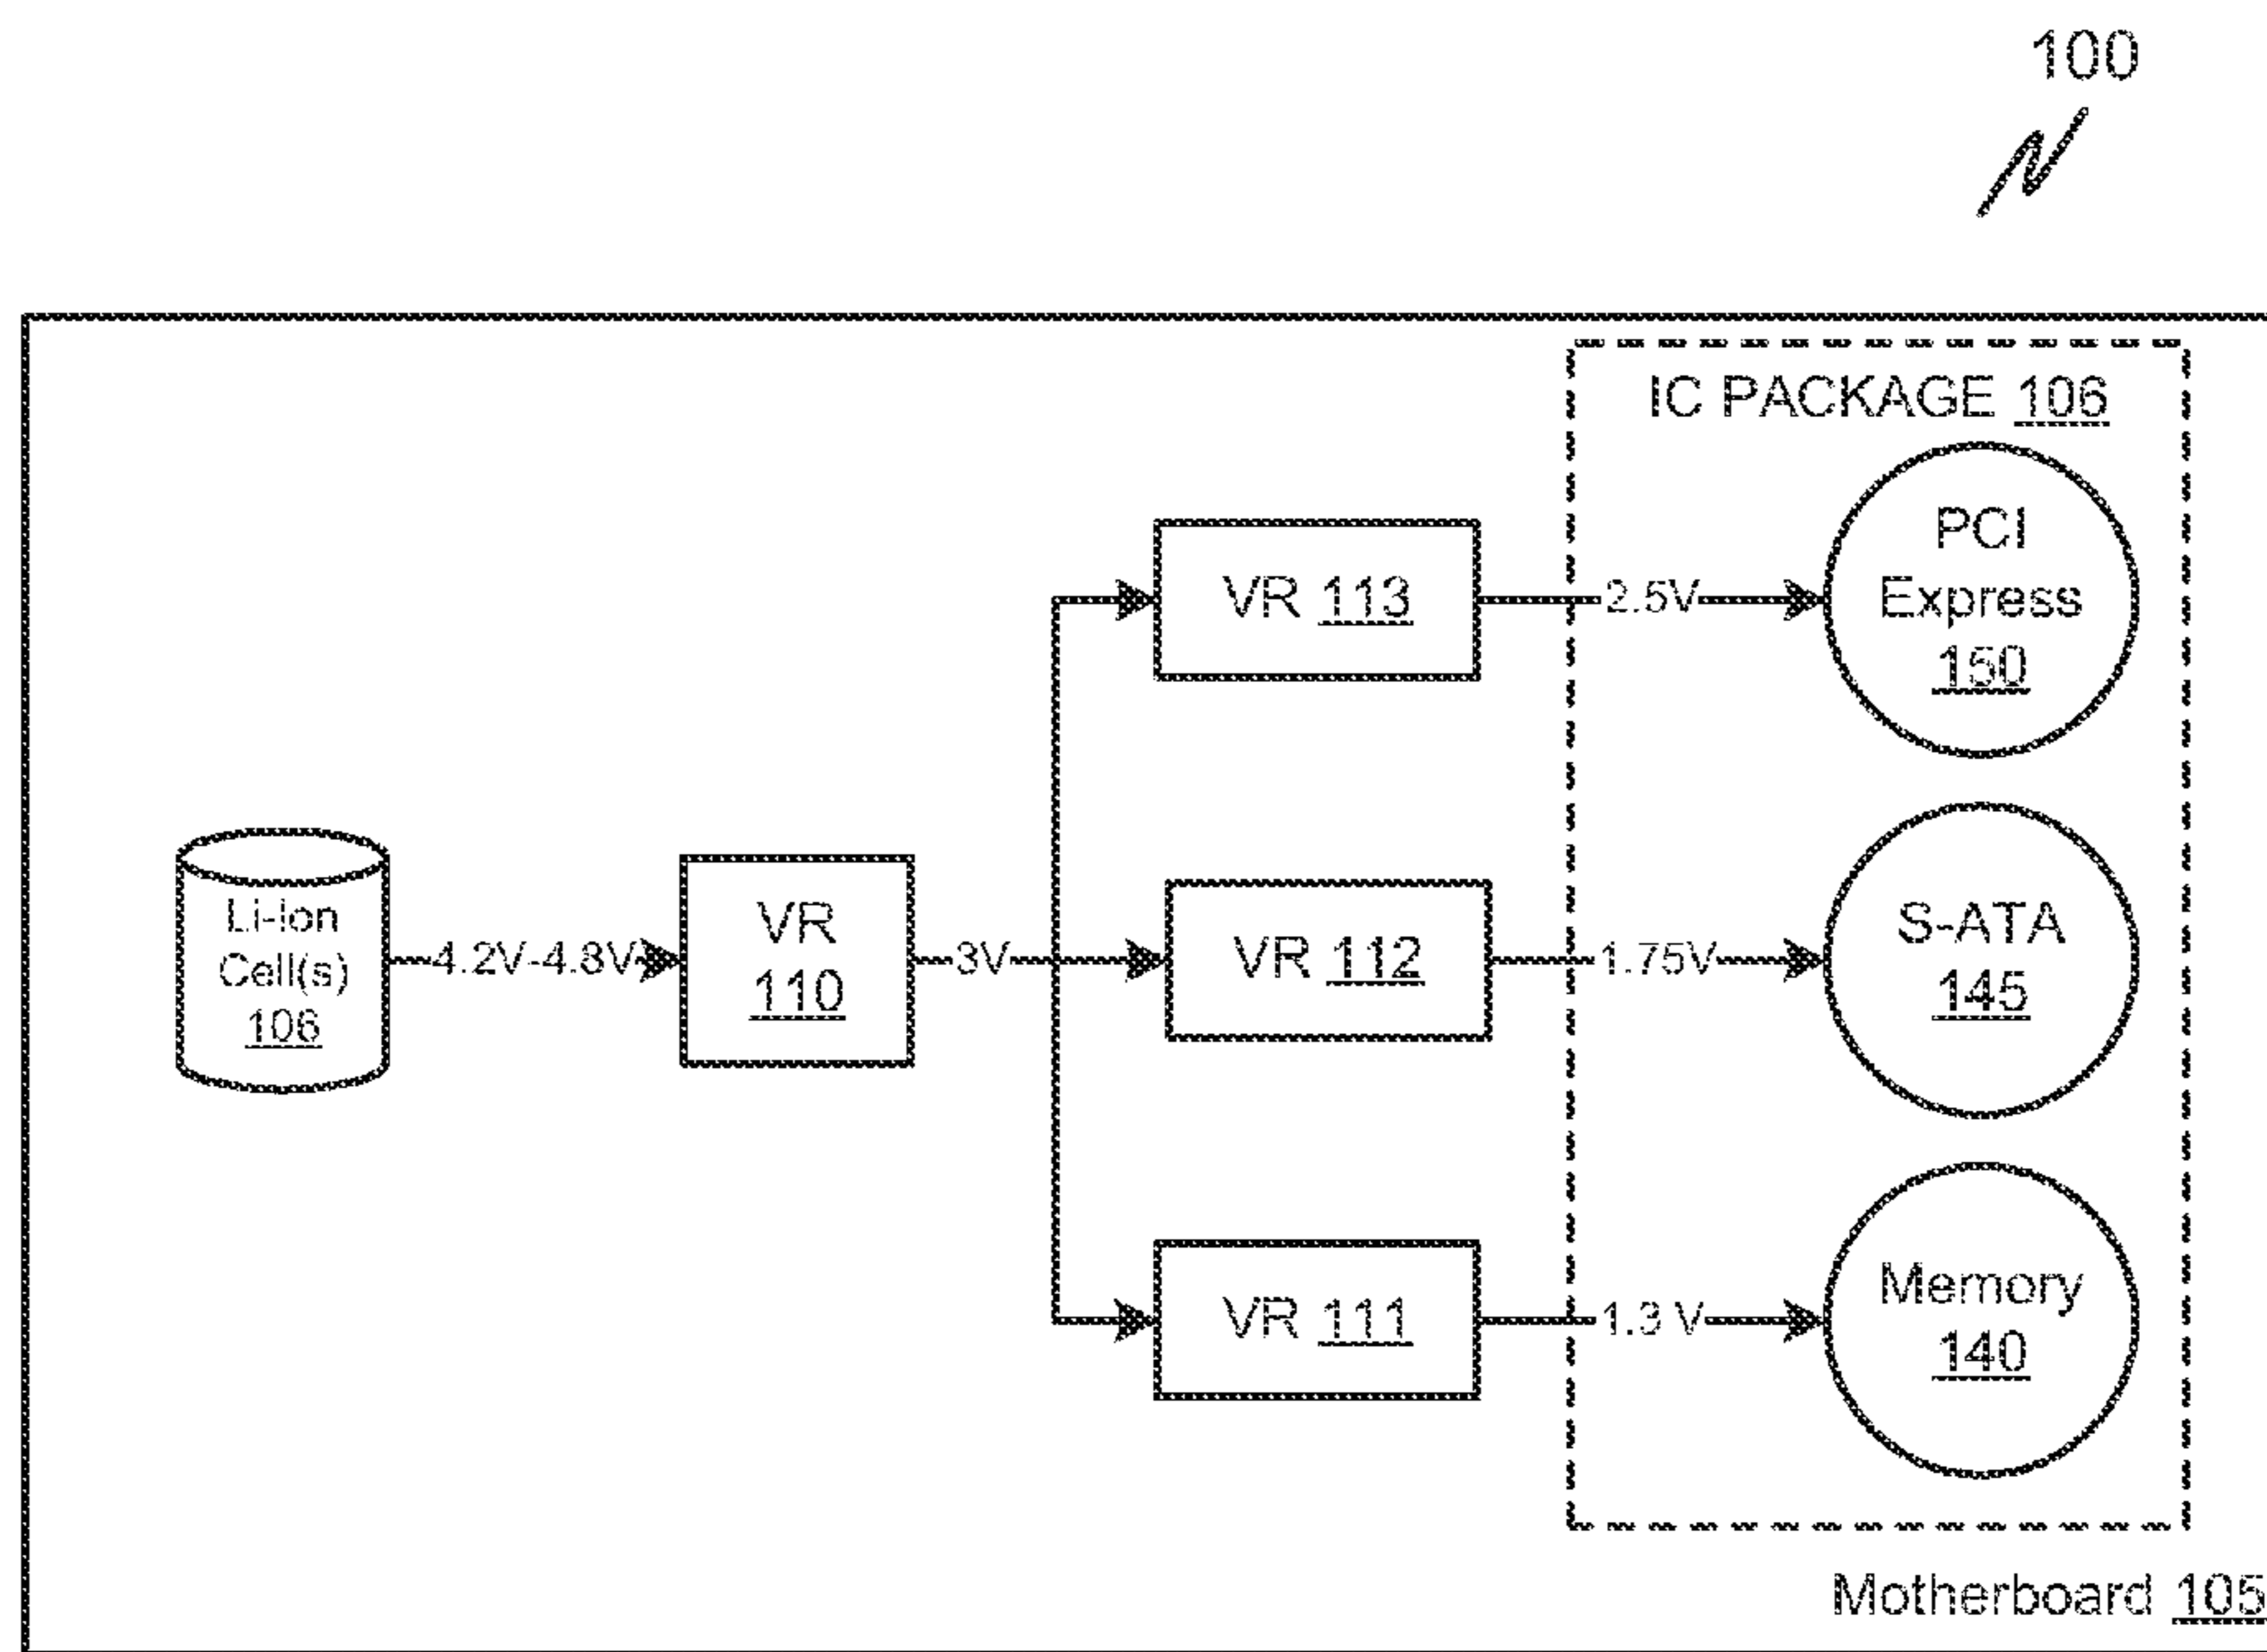 100
IC PACKAGE 106
PCI
Express
150
VR 113
2.5V
Li-Ion
Cell(s)
106
4.2V-4.8V
VR
110
3V
VR 112
1.75V
S-ATA
145
VR 111
1.3 V
Memory
140
Motherboard 105